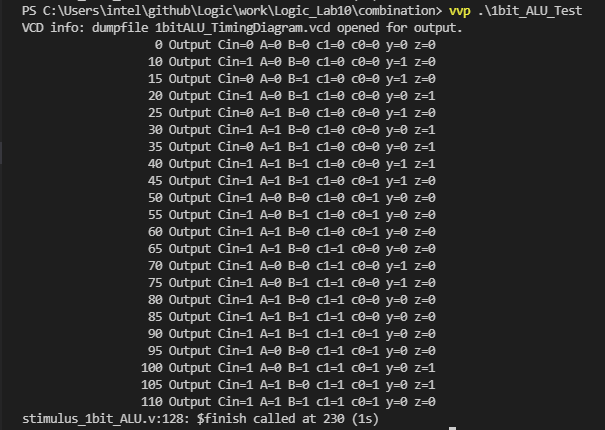 PS C:\Users\intel\github\Logic\work\Logic_Lab10\combination> vvp .\1bit_ALU_Test
VCD info: dumpfile 1bitALU_TimingDiagram.vcd opened for output.
0 Output Cin=0 A=0 B=0 c1=0 c0=0 y=0 z=0
10 Output Cin=1 A=0 B=0 c1=0 c0=0 y=1 z=0
15 Output Cin=0 A=0 B=1 c1=0 c0=0 y=1 z=0
20 Output Cin=1 A=0 B=1 c1=0 c0=0 y=0 z=1
25 Output Cin=0 A=1 B=0 c1=0 c0=0 y=1 z=0
30 Output Cin=1 A=1 B=0 c1=0 c0=0 y=0 z=1
35 Output Cin=0 A=1 B=1 c1=0 c0=0 y=0 z=1
40 Output Cin=1 A=1 B=1 c1=0 c0=0 y=1 z=1
45 Output Cin=1 A=1 B=1 c1=0 c0=1 y=1 z=0
50 Output Cin=1 A=0 B=1 c1=0 c0=1 y=0 z=0
55 Output Cin=1 A=0 B=0 c1=0 c0=1 y=0 z=0
60 Output Cin=1 A=1 B=0 c1=0 c0=1 y=0 z=0
65 Output Cin=1 A=1 B=0 c1=1 c0=0 y=1 z=0
70 Output Cin=1 A=0 B=0 c1=1 c0=0 y=1 z=0
75 Output Cin=1 A=0 B=1 c1=1 c0=0 y=1 z=0
80 Output Cin=1 A=1 B=1 c1=1 c0=0 y=0 z=0
85 Output Cin=1 A=1 B=1 c1=1 c0=1 y=0 z=0
90 Output Cin=1 A=1 B=0 c1=1 c0=1 y=0 z=0
95 Output Cin=1 A=0 B=0 c1=1 c0=1 y=0 z=0
100 Output Cin=1 A=0 B=1 c1=1 c0=1 y=0 z=1
105 Output Cin=1 A=0 B=1 c1=1 c0=1 y=0 z=1
110 Output Cin=1 A=0 B=0 c1=1 c0=1 y=0 z=0
stimulus_1bit_ALU.v:128: $finish called at 230 (1s)